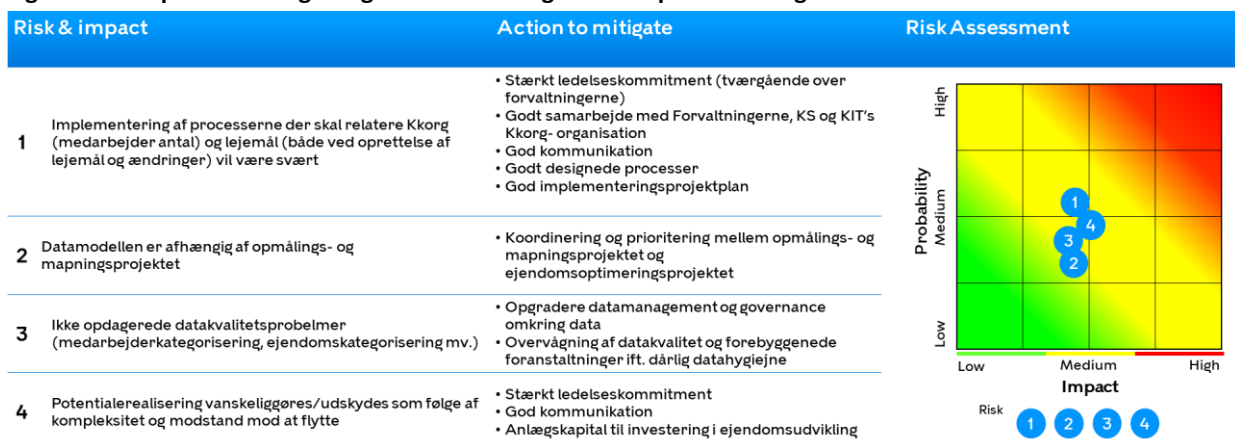 Risk & impact
Action to mitigate
Risk Assessment
1
Implementering af processerne der skal relatere Kkorg
(medarbejder antal) og lejemål (både ved oprettelse af
lejemål og ændringer) vil være svært
• Stærkt ledelseskommitment (tværgående over
forvaltningerne)
• Godt samarbejde med Forvaltningerne, KS og KIT's
Kkorg- organisation
• God kommunikation
• Godt designede processer
• God implementeringsprojektplan
2
Datamodellen er afhængig af opmålings- og
mapningsprojektet
• Koordinering og prioritering mellem opmålings- og
mapningsprojektet og
ejendomsoptimeringsprojektet
3
Ikke opdagerede datakvalitetsprobelmer
(medarbejderkategorisering, ejendomskategorisering mv.)
• Opgradere datamanagement og governance
omkring data
• Overvågning af datakvalitet og forebyggenede
foranstaltninger ift. dårlig datahygiejne
4
Potentialerealisering vanskeliggøres/udskydes som følge af
kompleksitet og modstand mod at flytte
• Stærkt ledelseskommitment
• God kommunikation
• Anlægskapital til investering i ejendomsudvikling
Probability
High
Medium
Low
1
4
3
2
Low
Medium
High
Impact
Risk
1
2
3
4